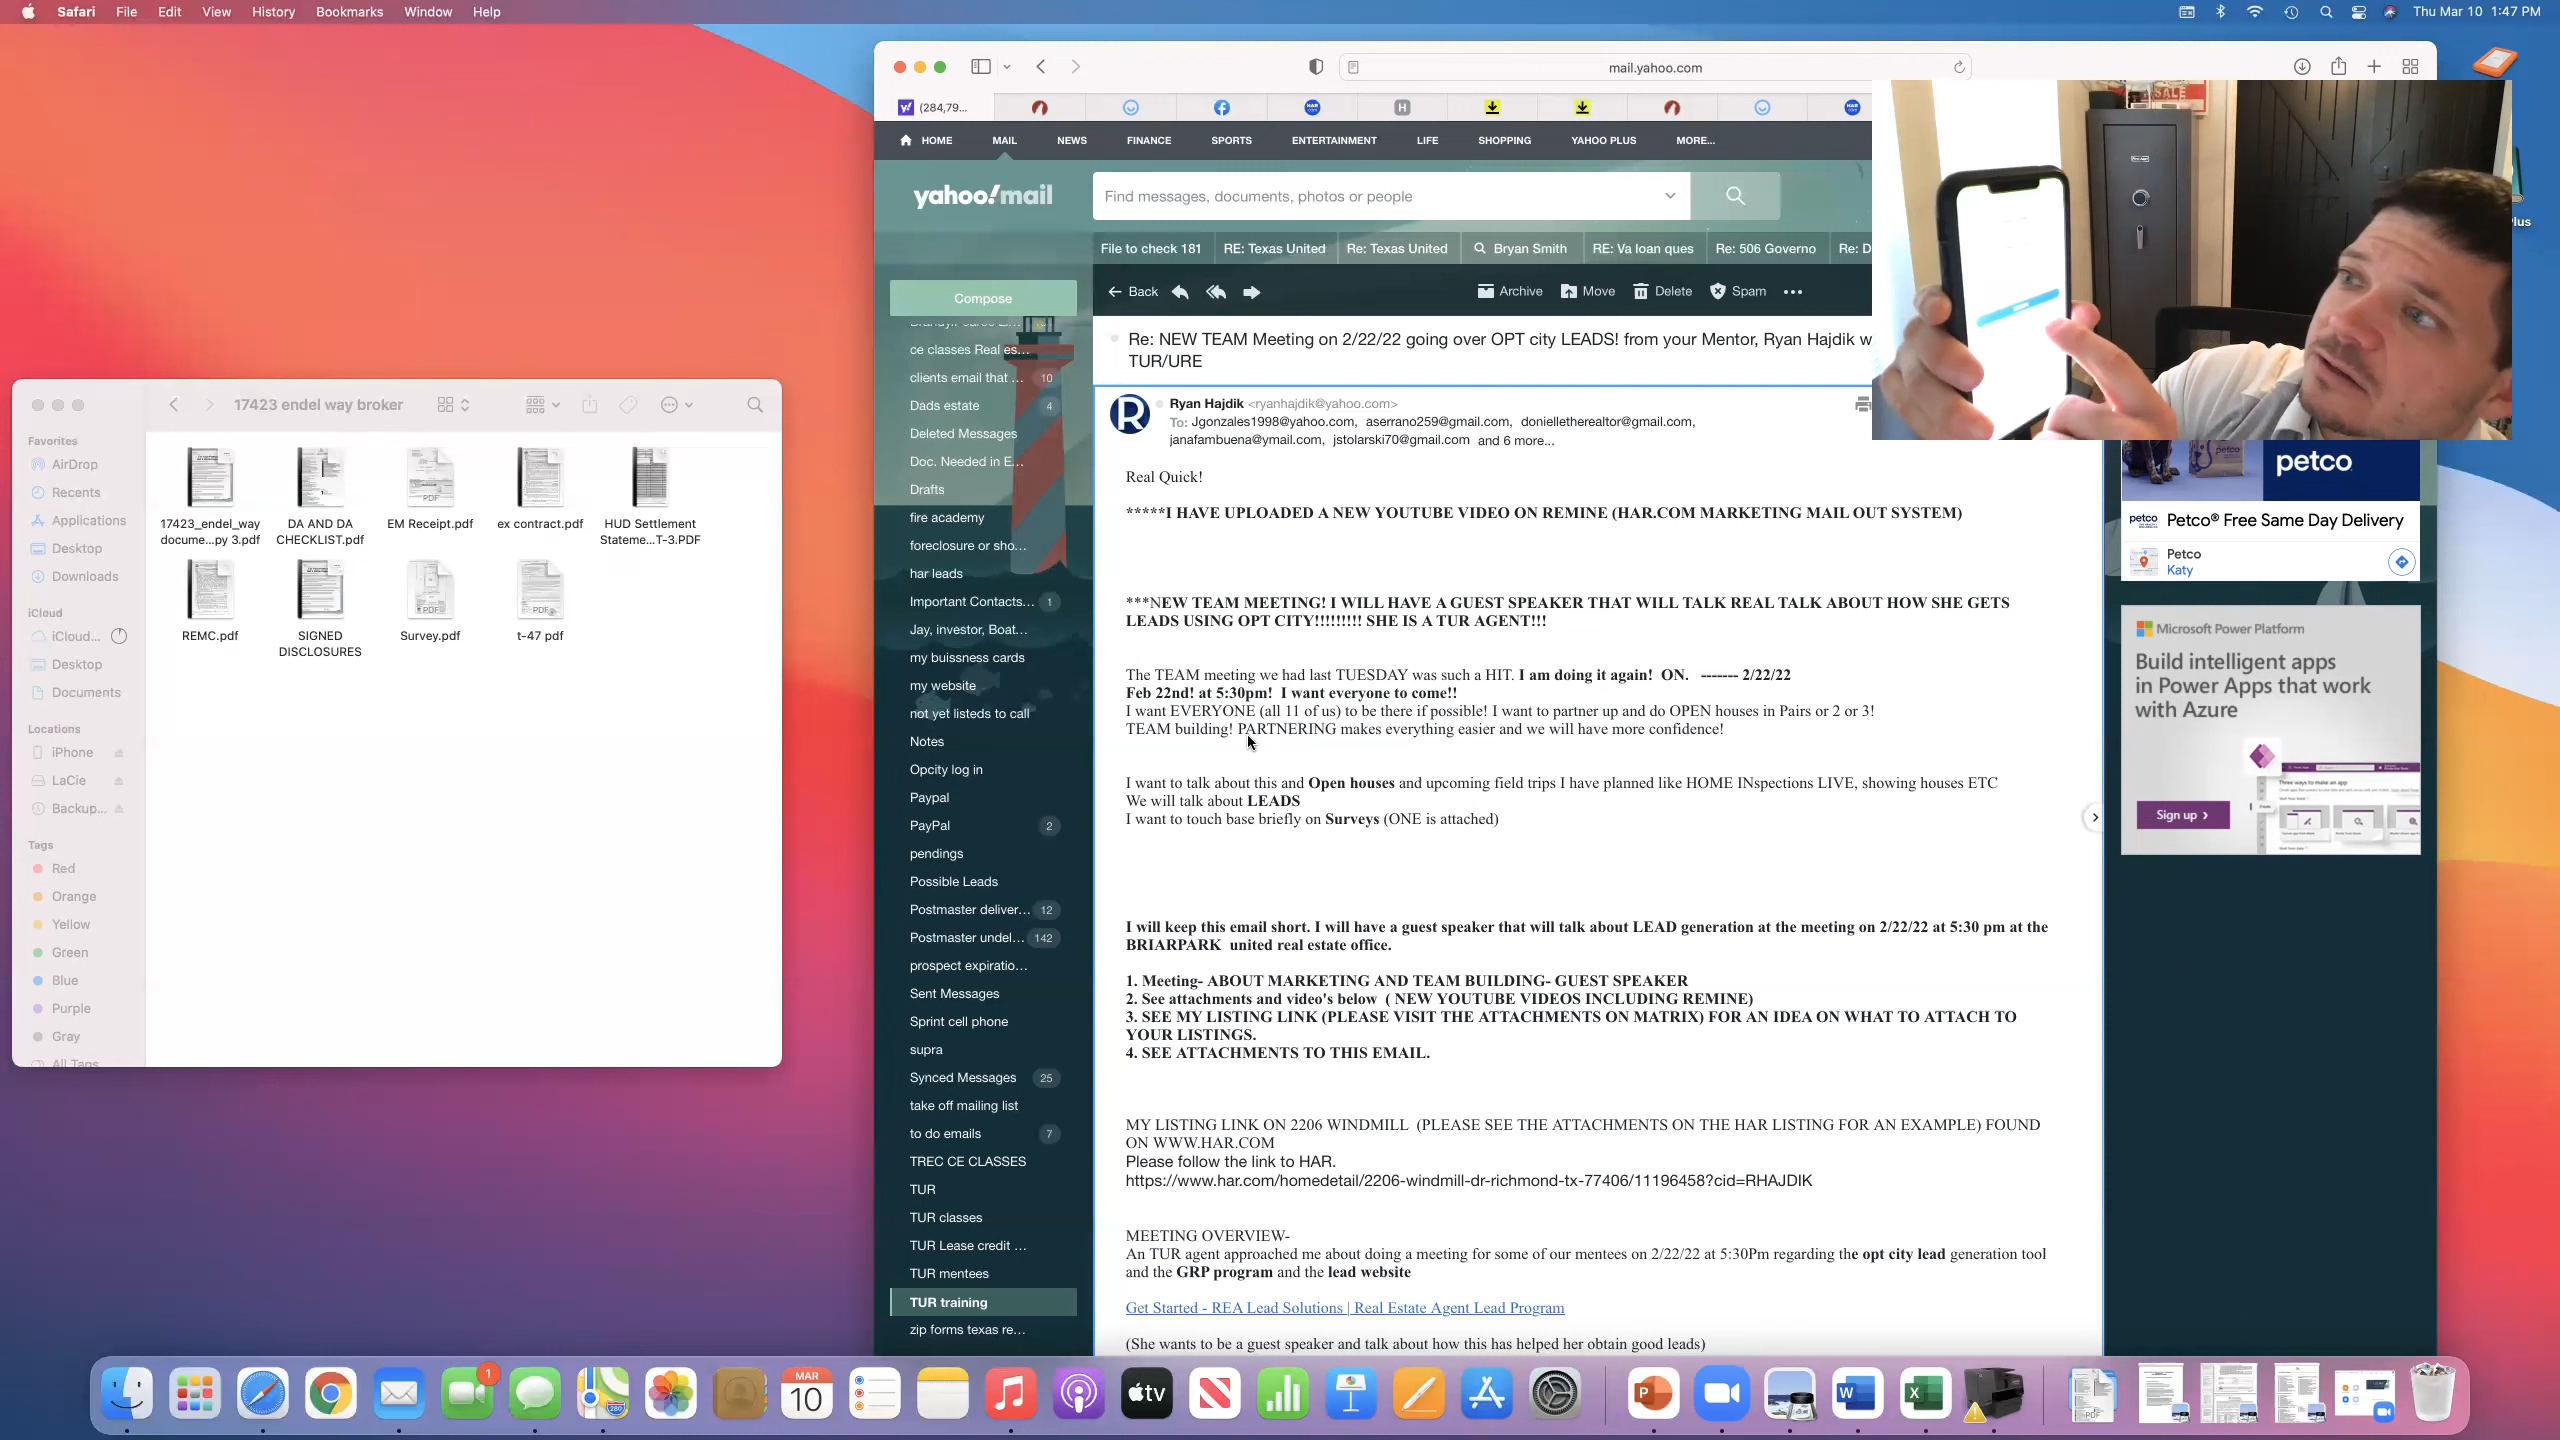 Safari File Edit View History Bookmarks Window Help
Thu Mar 10 1:47 PM
mail.yahoo.com
(284,79...
HOME MAIL NEWS FINANCE SPORTS ENTERTAINMENT LIFE SHOPPING YAHOO PLUS MORE...
yahoo!mail
Find messages, documents, photos or people
File to check 181 RE: Texas United Re: Texas United Bryan Smith RE: Va loan ques Re: 506 Governo Re: D
Compose
Back
Archive Move Delete Spam
Re: NEW TEAM Meeting on 2/22/22 going over OPT city LEADS! from your Mentor, Ryan Hajdik w
TUR/URE
Ryan Hajdik <ryanhajdik@yahoo.com>
To: Jgonzales1998@yahoo.com, aserrano259@gmail.com, donielletherealtor@gmail.com,
janafambuena@ymail.com, jstolarski70@gmail.com and 6 more...
Real Quick!
*****I HAVE UPLOADED A NEW YOUTUBE VIDEO ON REMINE (HAR.COM MARKETING MAIL OUT SYSTEM)
***NEW TEAM MEETING! I WILL HAVE A GUEST SPEAKER THAT WILL TALK REAL TALK ABOUT HOW SHE GETS
LEADS USING OPT CITY!!!!!!!!! SHE IS A TUR AGENT!!!
The TEAM meeting we had last TUESDAY was such a HIT. I am doing it again! ON. ------- 2/22/22
Feb 22nd! at 5:30pm! I want everyone to come!!
I want EVERYONE (all 11 of us) to be there if possible! I want to partner up and do OPEN houses in Pairs or 2 or 3!
TEAM building! PARTNERING makes everything easier and we will have more confidence!
I want to talk about this and Open houses and upcoming field trips I have planned like HOME INspections LIVE, showing houses ETC
We will talk about LEADS
I want to touch base briefly on Surveys (ONE is attached)
I will keep this email short. I will have a guest speaker that will talk about LEAD generation at the meeting on 2/22/22 at 5:30 pm at the
BRIARPARK united real estate office.
1. Meeting- ABOUT MARKETING AND TEAM BUILDING- GUEST SPEAKER
2. See attachments and video's below ( NEW YOUTUBE VIDEOS INCLUDING REMINE)
3. SEE MY LISTING LINK (PLEASE VISIT THE ATTACHMENTS ON MATRIX) FOR AN IDEA ON WHAT TO ATTACH TO
YOUR LISTINGS.
4. SEE ATTACHMENTS TO THIS EMAIL.
MY LISTING LINK ON 2206 WINDMILL (PLEASE SEE THE ATTACHMENTS ON THE HAR LISTING FOR AN EXAMPLE) FOUND
ON WWW.HAR.COM
Please follow the link to HAR.
https://www.har.com/homedetail/2206-windmill-dr-richmond-tx-77406/11196458?cid=RHAJDIK
MEETING OVERVIEW-
An TUR agent approached me about doing a meeting for some of our mentees on 2/22/22 at 5:30Pm regarding the opt city lead generation tool
and the GRP program and the lead website
Get Started - REA Lead Solutions | Real Estate Agent Lead Program
(She wants to be a guest speaker and talk about how this has helped her obtain good leads)
ce classes Real es...
clients email that ... 10
Dads estate 4
Deleted Messages
Doc. Needed in E...
Drafts
fire academy
foreclosure or sho...
har leads
Important Contacts... 1
Jay, investor, Boat...
my buissness cards
my website
not yet listeds to call
Notes
Opcity log in
Paypal
PayPal 2
pendings
Possible Leads
Postmaster deliver... 12
Postmaster undel... 142
prospect expiratio...
Sent Messages
Sprint cell phone
supra
Synced Messages 25
take off mailing list
to do emails 7
TREC CE CLASSES
TUR
TUR classes
TUR Lease credit ...
TUR mentees
TUR training
zip forms texas re...
17423 endel way broker
Favorites
AirDrop
Recents
Applications
Desktop
Downloads
iCloud
iCloud...
Desktop
Documents
Locations
iPhone
LaCie
Backup...
Tags
Red
Orange
Yellow
Green
Blue
Purple
Gray
All Tags
17423_endel_way
docume...py 3.pdf
DA AND DA
CHECKLIST.pdf
EM Receipt.pdf
ex contract.pdf
HUD Settlement
Stateme...T-3.PDF
REMC.pdf
SIGNED
DISCLOSURES
Survey.pdf
t-47 pdf
SALE
lus
petco
petco Petco® Free Same Day Delivery
Petco
Katy
Microsoft Power Platform
Build intelligent apps
in Power Apps that work
with Azure
Three ways to make an app
Sign up
1
MAR
10
280
tv